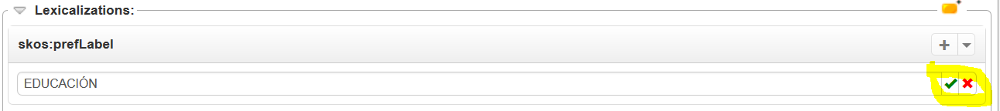 Lexicalizations:
skos:prefLabel
EDUCACIÓN